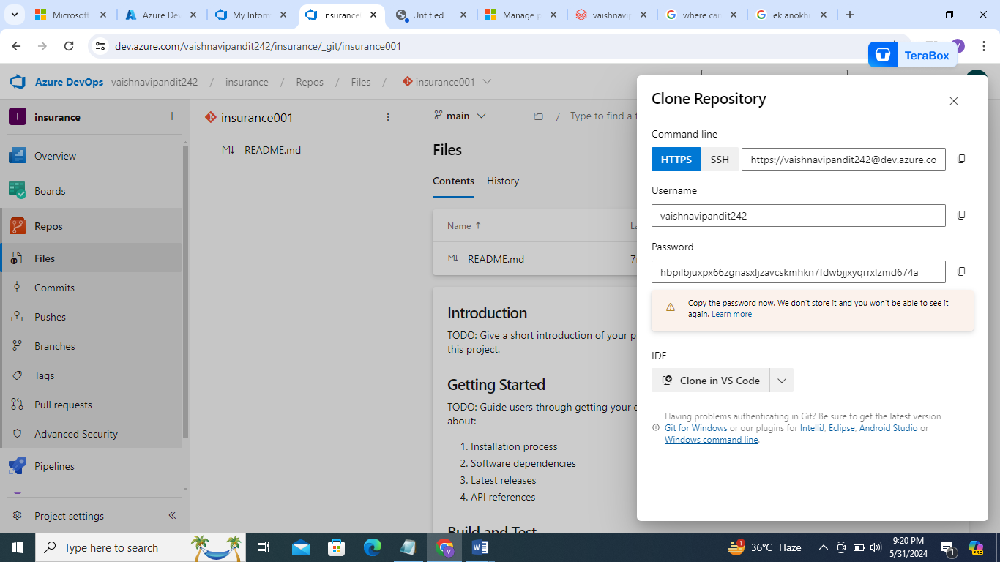 Microsoft
Azure Dev
My Inform
insurance
Untitled
Manage p
vaishnavip
where can
ek anokhi
dev.azure.com/vaishnavipandit242/insurance/_git/insurance001
TeraBox
Azure DevOps vaishnavipandit242 / insurance / Repos / Files / insurance001
I insurance
Overview
Boards
Repos
Files
Commits
Pushes
Branches
Tags
Pull requests
Advanced Security
Pipelines
Project settings
insurance001
README.md
main / Type to find a f
Files
Contents History
Name ↑ La
README.md
Introduction
TODO: Give a short introduction of your p
this project.
Getting Started
TODO: Guide users through getting your c
about:
1. Installation process
2. Software dependencies
3. Latest releases
4. API references
Build and Test
Clone Repository
Command line
HTTPS SSH https://vaishnavipandit242@dev.azure.co
Username
vaishnavipandit242
Password
hbpilbjuxpx66zgnasxljzavcskmhkn7fdwbjjxyqrrxlzmd674a
Copy the password now. We don't store it and you won't be able to see it
again. Learn more
IDE
Clone in VS Code
Having problems authenticating in Git? Be sure to get the latest version
Git for Windows or our plugins for IntelliJ, Eclipse, Android Studio or
Windows command line.
Type here to search
36°C Haze
9:20 PM
5/31/2024